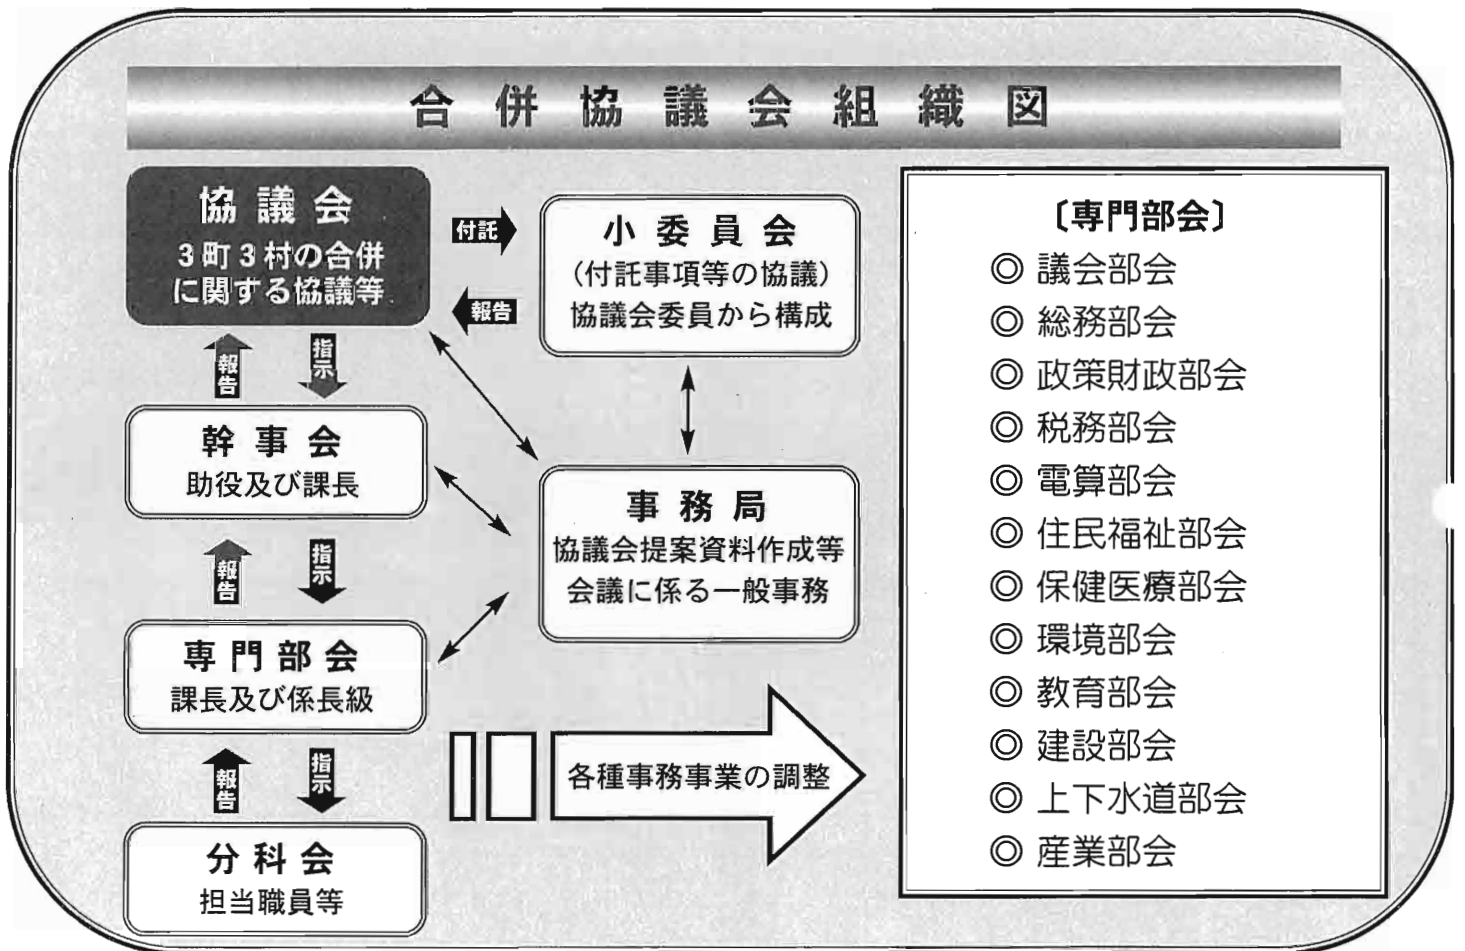 合併協議会組織図
協議会
3町3村の合併
に関する協議等
付託
報告
小委員会
(付託事項等の協議)
協議会委員から構成
報告
指示
幹事会
助役及び課長
事務局
協議会提案資料作成等
会議に係る一般事務
報告
指示
専門部会
課長及び係長級
報告
指示
各種事務事業の調整
分科会
担当職員等
〔専門部会〕
◎ 議会部会
◎ 総務部会
◎ 政策財政部会
◎ 税務部会
◎ 電算部会
◎ 住民福祉部会
◎ 保健医療部会
◎ 環境部会
◎ 教育部会
◎ 建設部会
◎ 上下水道部会
◎ 産業部会